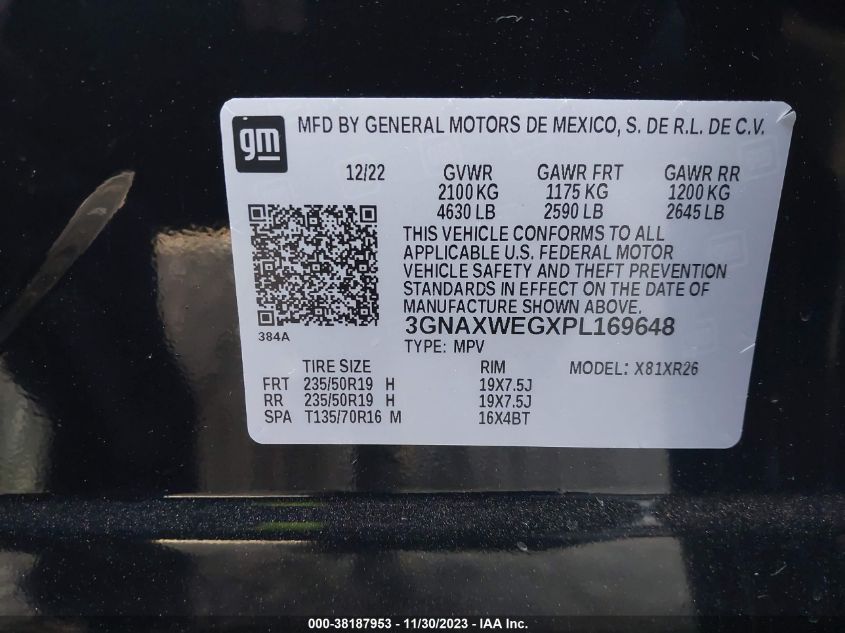 gm
MFD BY GENERAL MOTORS DE MEXICO, S. DE R.L. DE C.V.
12/22 GVWR GAWR FRT GAWR RR
2100 KG 1175 KG 1200 KG
4630 LB 2590 LB 2645 LB
THIS VEHICLE CONFORMS TO ALL
APPLICABLE U.S. FEDERAL MOTOR
VEHICLE SAFETY AND THEFT PREVENTION
STANDARDS IN EFFECT ON THE DATE OF
MANUFACTURE SHOWN ABOVE.
384A
3GNAXWEGXPL169648
TYPE: MPV MODEL: X81XR26
TIRE SIZE RIM
FRT 235/50R19 H 19X7.5J
RR 235/50R19 H 19X7.5J
SPA T135/70R16 M 16X4BT
000-38187953 - 11/30/2023 - IAA Inc.